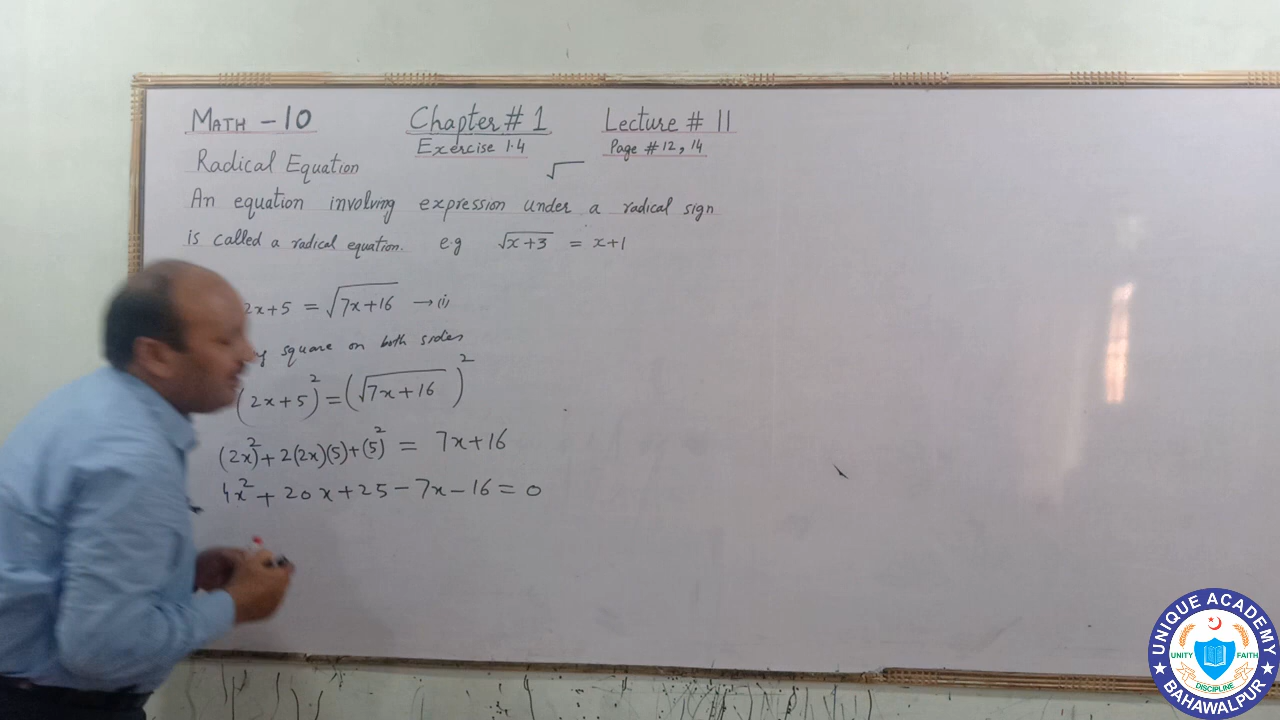 MATH - 10 Chapter # 1 Lecture # 11
Exercise 1.4 Page # 12, 14
Radical Equation √
An equation involving expression under a radical sign
is called a radical equation. e.g √x+3 = x+1
2x+5 = √7x+16 → (i)
square on both sides
(2x+5)² = (√7x+16)²
(2x)²+2(2x)(5)+(5)² = 7x+16
4x²+20x+25-7x-16=0
UNIQUE ACADEMY
UNITY FAITH
DISCIPLINE
BAHAWALPUR